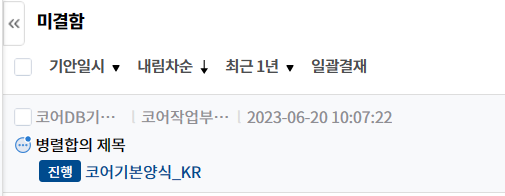 미결함
기안일시 ▼ 내림차순 ↓ 최근 1년 ▼ 일괄결재
코어DB기… | 코어작업부… | 2023-06-20 10:07:22
병렬합의 제목
진행 코어기본양식_KR